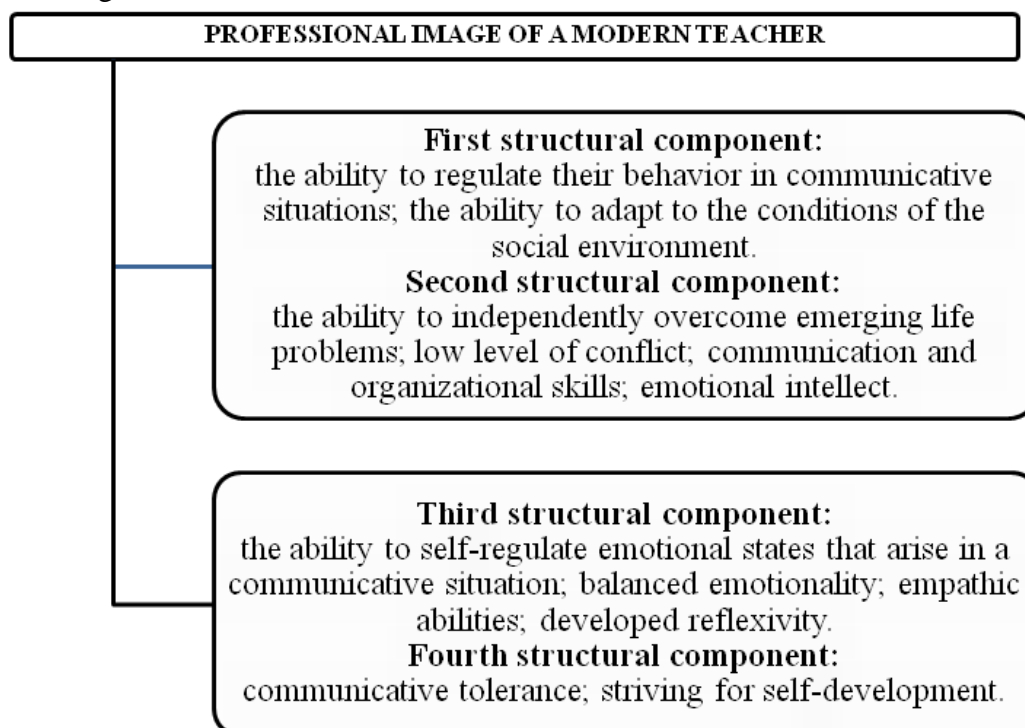 PROFESSIONAL IMAGE OF A MODERN TEACHER
First structural component:
the ability to regulate their behavior in communicative
situations; the ability to adapt to the conditions of the
social environment.
Second structural component:
the ability to independently overcome emerging life
problems; low level of conflict; communication and
organizational skills; emotional intellect.
Third structural component:
the ability to self-regulate emotional states that arise in a
communicative situation; balanced emotionality; empathic
abilities; developed reflexivity.
Fourth structural component:
communicative tolerance; striving for self-development.